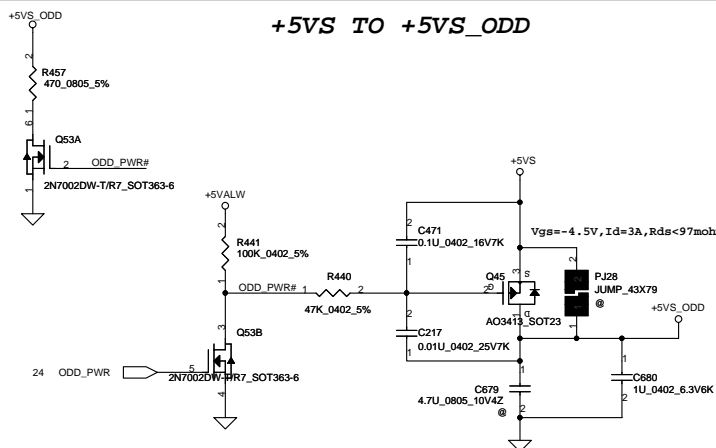 +5VS TO +5VS_ODD
+5VS_ODD
2
R457
470_0805_5%
1
6
Q53A
2 ODD_PWR#
1
2N7002DW-T/R7_SOT363-6
+5VALW
2
R441
100K_0402_5%
1
ODD_PWR#
1 R440 2
47K_0402_5%
3
Q53B
24 ODD_PWR
5
2N7002DW-T/R7_SOT363-6
4
+5VS
2
C471
0.1U_0402_16V7K
1
Vgs=-4.5V,Id=3A,Rds<97moh
3 S
Q45
2 G
D
1
AO3413_SOT23
2
PJ28
JUMP_43X79
@
1
+5VS_ODD
2
C217
0.01U_0402_25V7K
1
1
C679
4.7U_0805_10V4Z
2
@
1
C680
1U_0402_6.3V6K
2